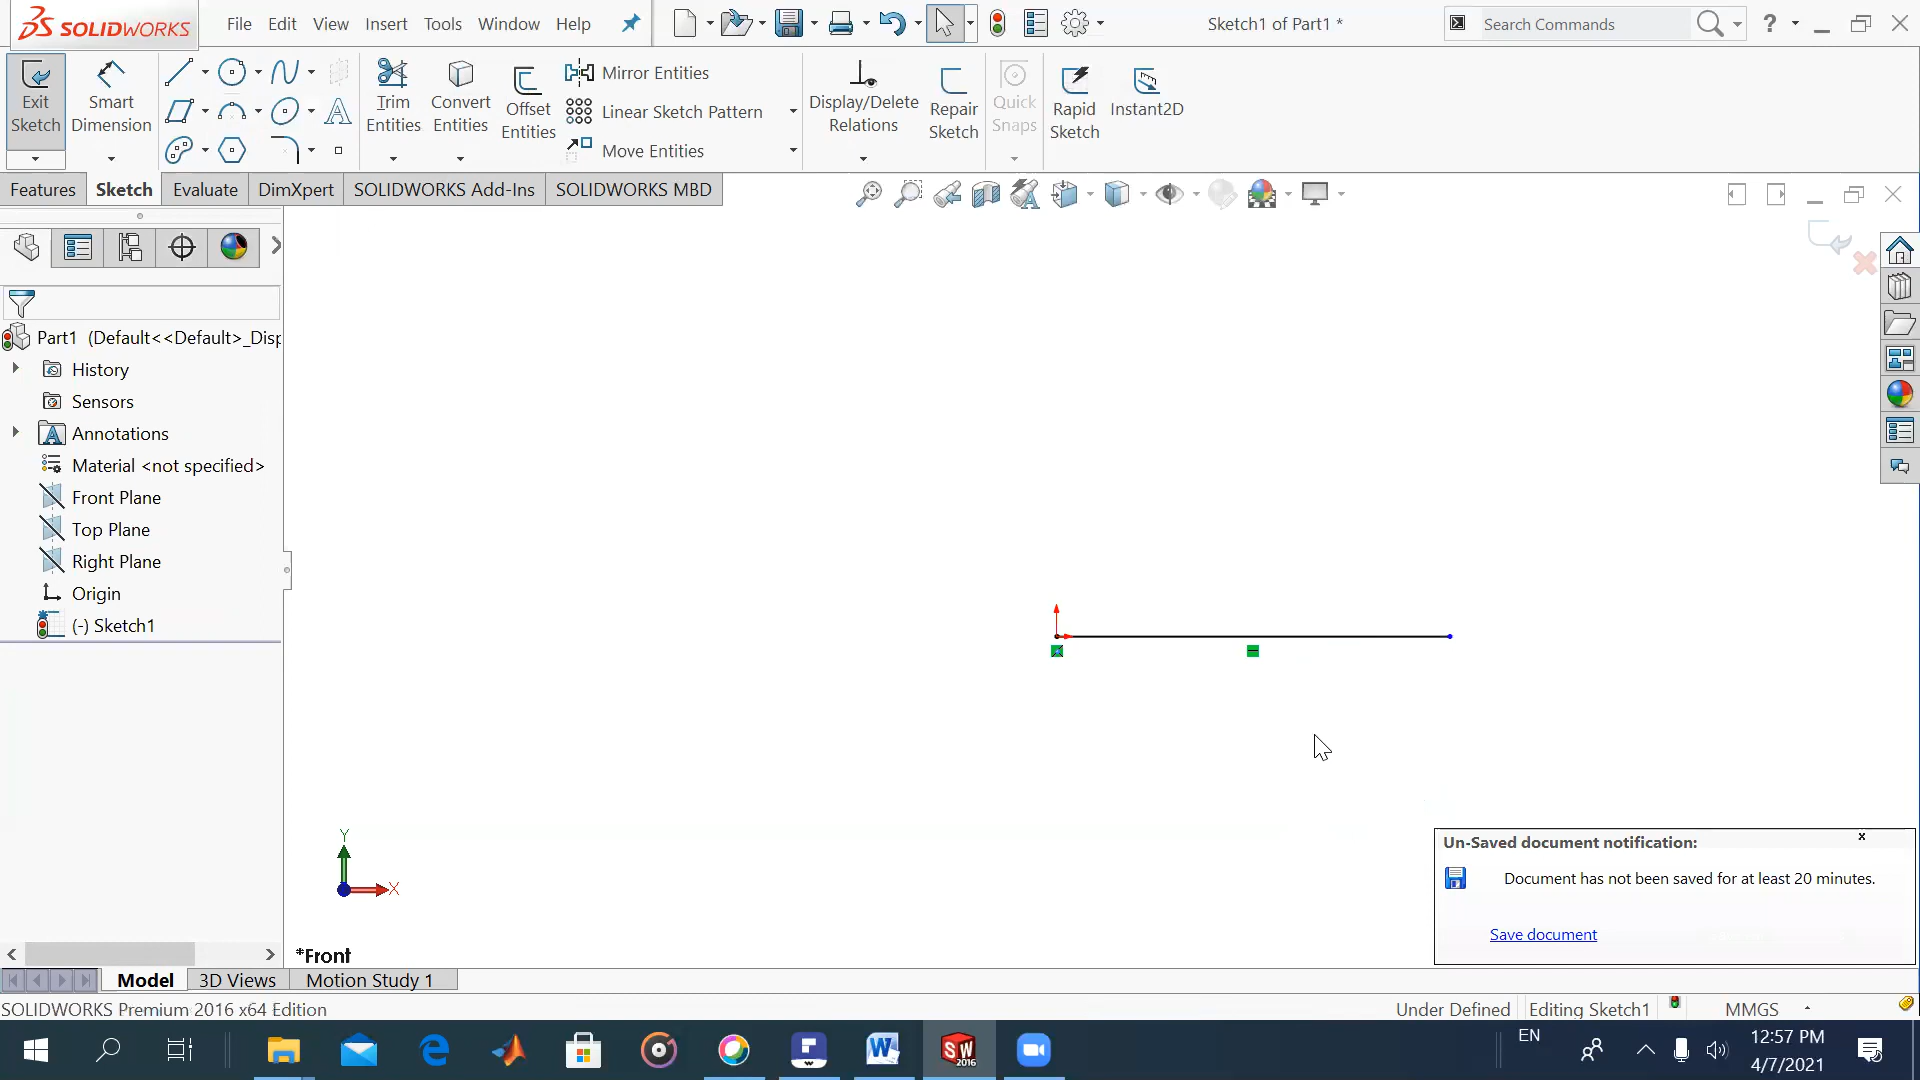 SOLIDWORKS File Edit View Insert Tools Window Help Sketch1 of Part1 * Search Commands ?
Exit Sketch
Smart Dimension
Trim Entities
Convert Entities
Offset Entities
Mirror Entities
Linear Sketch Pattern
Move Entities
Display/Delete Relations
Repair Sketch
Quick Snaps
Rapid Sketch
Instant2D
Features Sketch Evaluate DimXpert SOLIDWORKS Add-Ins SOLIDWORKS MBD
Part1 (Default<<Default>_Disp
History
Sensors
Annotations
Material <not specified>
Front Plane
Top Plane
Right Plane
Origin
(-) Sketch1
Y
X
*Front
Un-Saved document notification: x
Document has not been saved for at least 20 minutes.
Save document
Model 3D Views Motion Study 1
SOLIDWORKS Premium 2016 x64 Edition Under Defined Editing Sketch1 MMGS
EN
12:57 PM
4/7/2021
SW
2016